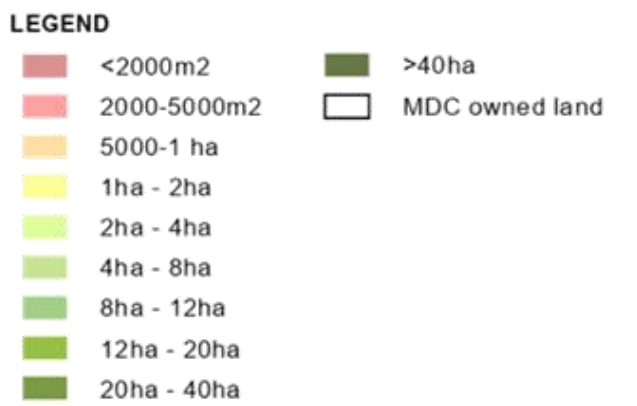 LEGEND
<2000m2
2000-5000m2
5000-1 ha
1ha - 2ha
2ha - 4ha
4ha - 8ha
8ha - 12ha
12ha - 20ha
20ha - 40ha
>40ha
MDC owned land